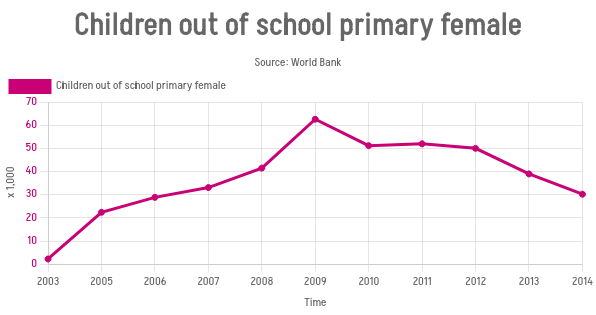 Children out of school primary female
Source: World Bank
Children out of school primary female
70
60
50
40
30
20
10
0
x 1,000
2003 2005 2006 2007 2008 2009 2010 2011 2012 2013 2014
Time